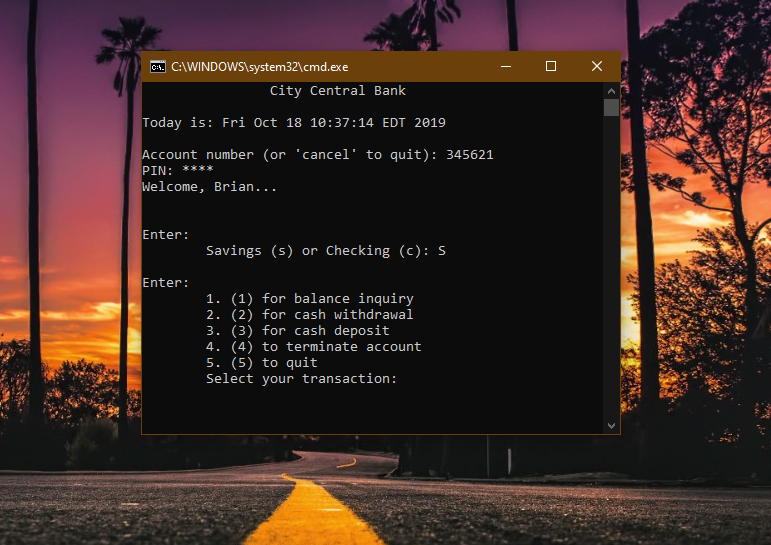 C:\WINDOWS\system32\cmd.exe
City Central Bank
Today is: Fri Oct 18 10:37:14 EDT 2019
Account number (or 'cancel' to quit): 345621
PIN: ****
Welcome, Brian...
Enter:
Savings (s) or Checking (c): S
Enter:
1. (1) for balance inquiry
2. (2) for cash withdrawal
3. (3) for cash deposit
4. (4) to terminate account
5. (5) to quit
Select your transaction: